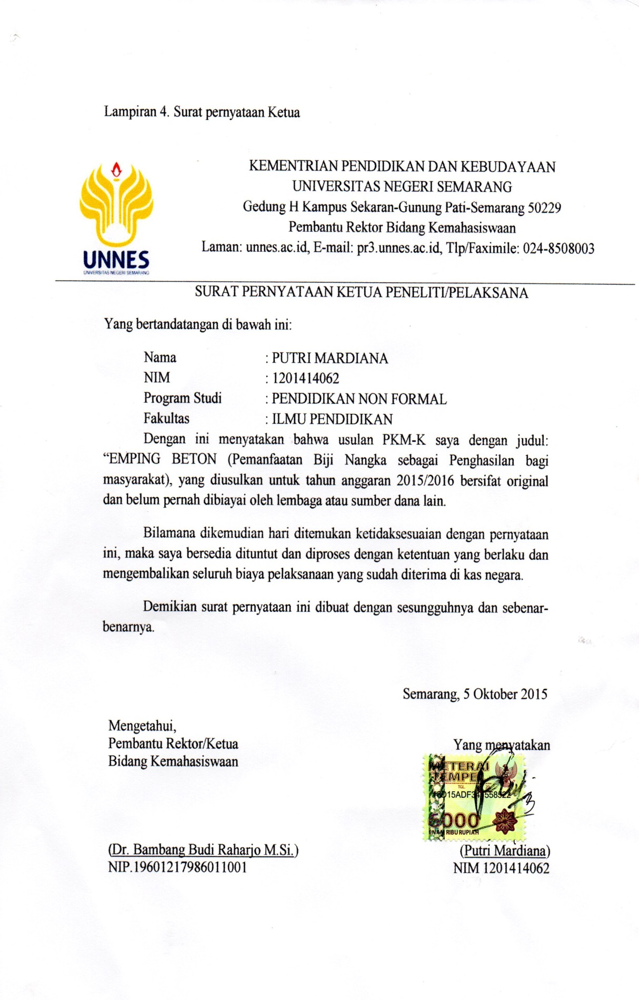 Lampiran 4. Surat pernyataan Ketua
KEMENTRIAN PENDIDIKAN DAN KEBUDAYAAN
UNIVERSITAS NEGERI SEMARANG
Gedung H Kampus Sekaran-Gunung Pati-Semarang 50229
Pembantu Rektor Bidang Kemahasiswaan
Laman: unnes.ac.id, E-mail: pr3.unnes.ac.id, Tlp/Faximile: 024-8508003
UNNES
UNIVERSITAS NEGERI SEMARANG
SURAT PERNYATAAN KETUA PENELITI/PELAKSANA
Yang bertandatangan di bawah ini:
Nama : PUTRI MARDIANA
NIM : 1201414062
Program Studi : PENDIDIKAN NON FORMAL
Fakultas : ILMU PENDIDIKAN
Dengan ini menyatakan bahwa usulan PKM-K saya dengan judul:
“EMPING BETON (Pemanfaatan Biji Nangka sebagai Penghasilan bagi
masyarakat), yang diusulkan untuk tahun anggaran 2015/2016 bersifat original
dan belum pernah dibiayai oleh lembaga atau sumber dana lain.
Bilamana dikemudian hari ditemukan ketidaksesuaian dengan pernyataan
ini, maka saya bersedia dituntut dan diproses dengan ketentuan yang berlaku dan
mengembalikan seluruh biaya pelaksanaan yang sudah diterima di kas negara.
Demikian surat pernyataan ini dibuat dengan sesungguhnya dan sebenar-
benarnya.
Semarang, 5 Oktober 2015
Mengetahui,
Pembantu Rektor/Ketua
Bidang Kemahasiswaan
Yang menyatakan
METERAI
TEMPEL
TGL. 20
6000
ENAM RIBU RUPIAH
(Dr. Bambang Budi Raharjo M.Si.)
NIP.19601217986011001
(Putri Mardiana)
NIM 1201414062